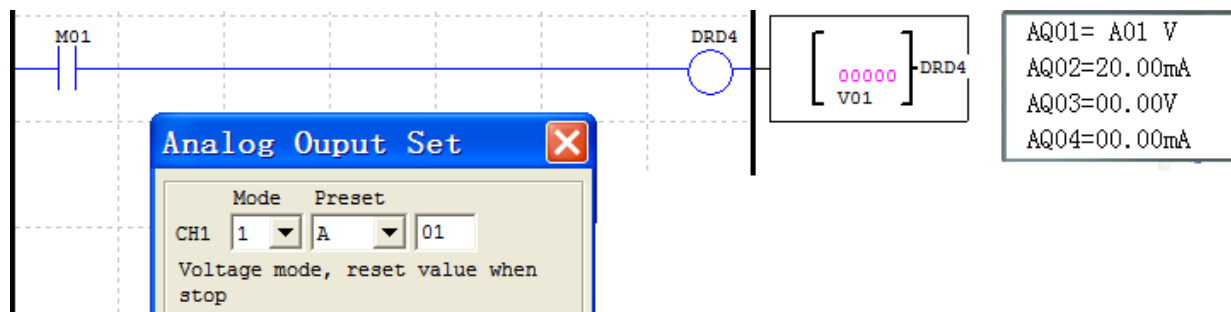 M01
DRD4
00000
V01
DRD4
AQ01= A01 V
AQ02=20.00mA
AQ03=00.00V
AQ04=00.00mA
Analog Ouput Set
Mode Preset
CH1 1 A 01
Voltage mode, reset value when
stop